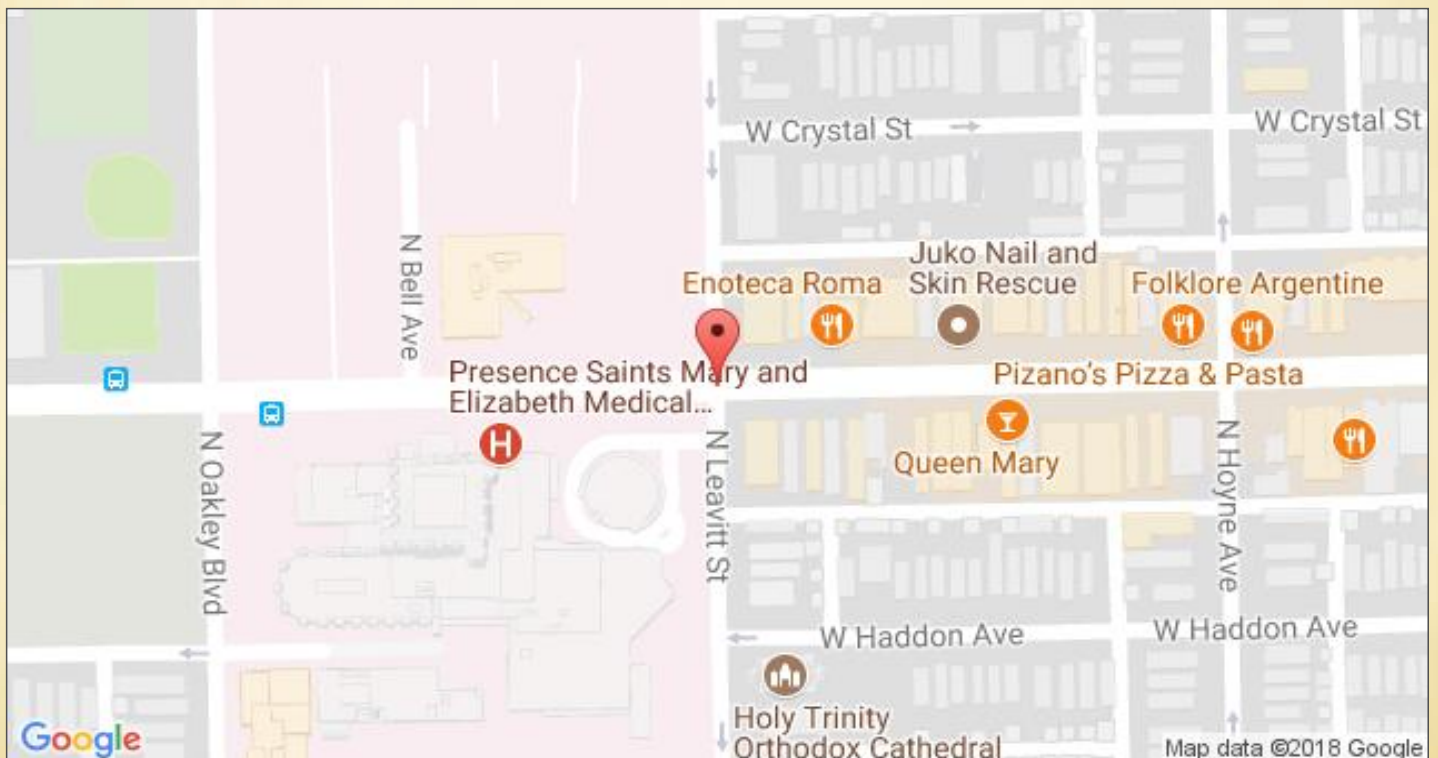 W Crystal St
W Crystal St
N Bell Ave
Juko Nail and
Skin Rescue
Enoteca Roma
Folklore Argentine
Presence Saints Mary and
Elizabeth Medical...
H
Pizano's Pizza & Pasta
Queen Mary
N Oakley Blvd
N Leavitt St
N Hoyne Ave
W Haddon Ave
W Haddon Ave
Holy Trinity
Orthodox Cathedral
Google
Map data ©2018 Google